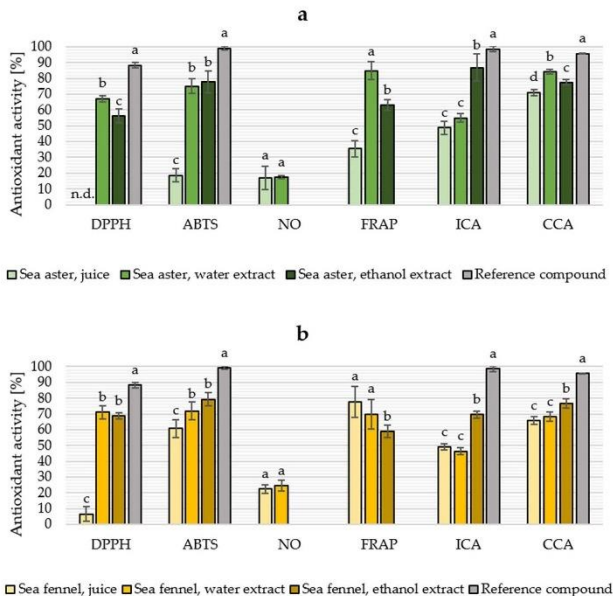 a
Antioxidant activity [%]
100
90
80
70
60
50
40
30
20
10
0
n.d. b c a
c b b a
a a
c a b
c c b a
d b c a
DPPH ABTS NO FRAP ICA CCA
Sea aster, juice Sea aster, water extract Sea aster, ethanol extract Reference compound
b
Antioxidant activity [%]
100
90
80
70
60
50
40
30
20
10
0
c b b a
c b b a
a a
a a b
c c b a
c c b a
DPPH ABTS NO FRAP ICA CCA
Sea fennel, juice Sea fennel, water extract Sea fennel, ethanol extract Reference compound